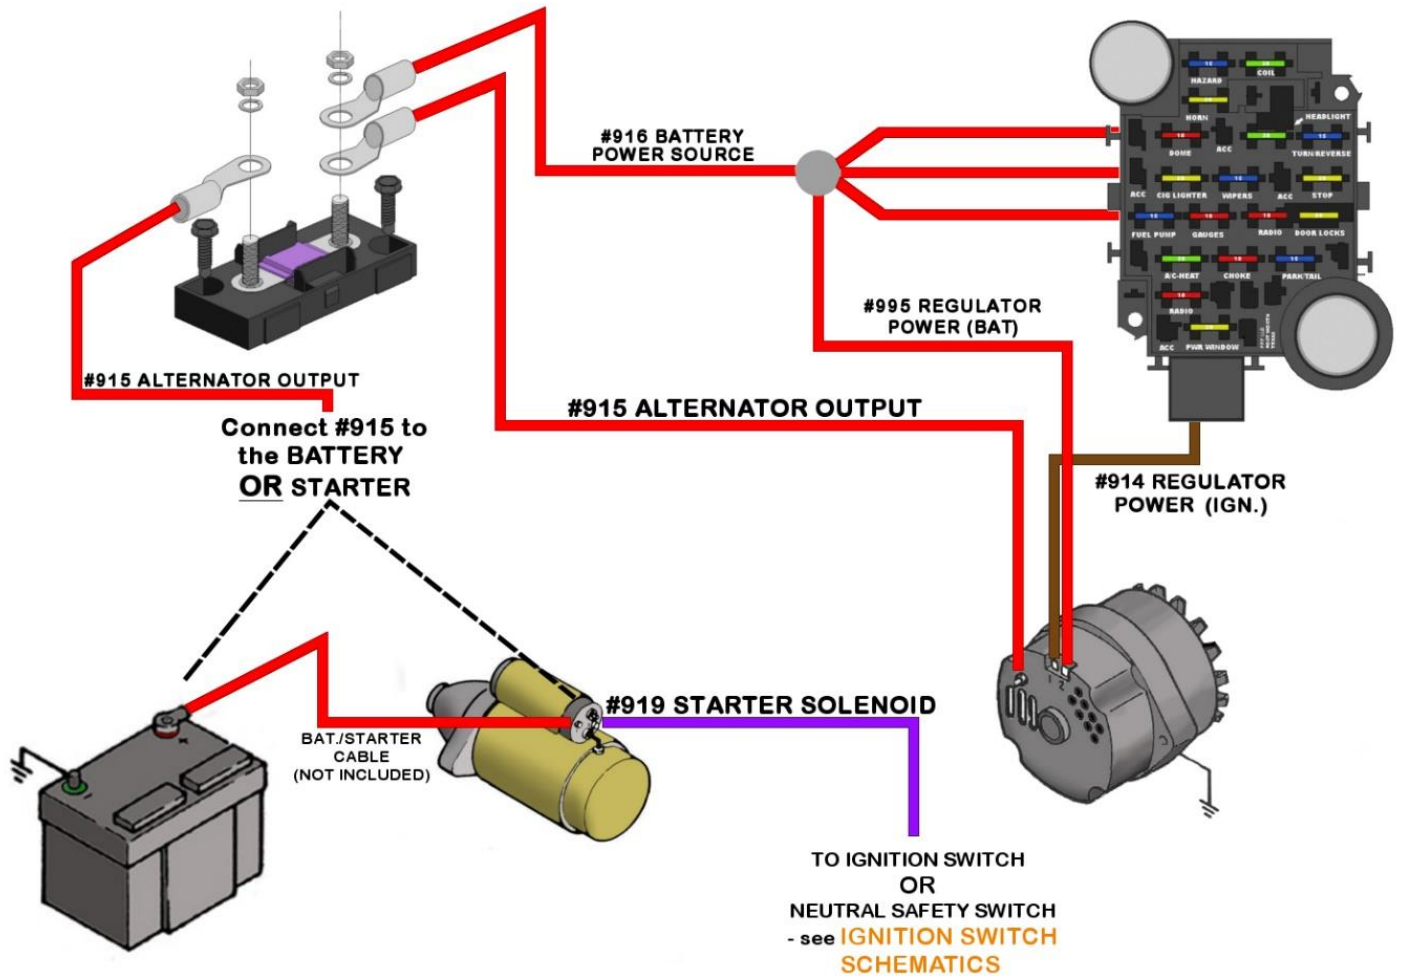 #916 BATTERY
POWER SOURCE
HAZARD
COIL
HORN
HEADLIGHT
DOME
ACC
TURN/REVERSE
ACC
CIG LIGHTER
WIPERS
ACC
STOP
FUEL PUMP
GAUGES
RADIO
DOOR LOCKS
A/C-HEAT
CHOKE
PARK/TAIL
RADIO
ACC
PWR WINDOW
#995 REGULATOR
POWER (BAT)
#915 ALTERNATOR OUTPUT
#915 ALTERNATOR OUTPUT
Connect #915 to
the BATTERY
OR STARTER
#914 REGULATOR
POWER (IGN.)
1 2
#919 STARTER SOLENOID
BAT./STARTER
CABLE
(NOT INCLUDED)
+
-
TO IGNITION SWITCH
OR
NEUTRAL SAFETY SWITCH
- see IGNITION SWITCH
SCHEMATICS